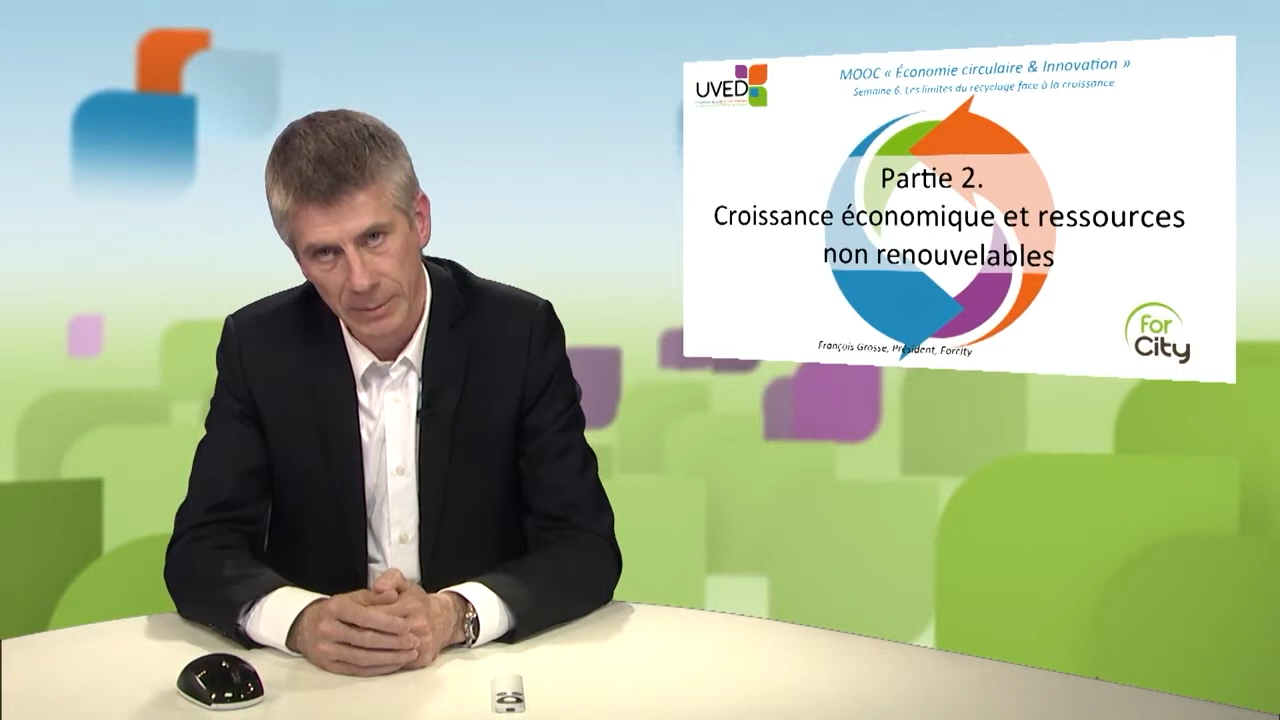 UVED
MOOC « Économie circulaire & Innovation »
Semaine 6. Les limites du recyclage face à la croissance
Partie 2.
Croissance économique et ressources
non renouvelables
François Grosse, Président, Forcity
For
City